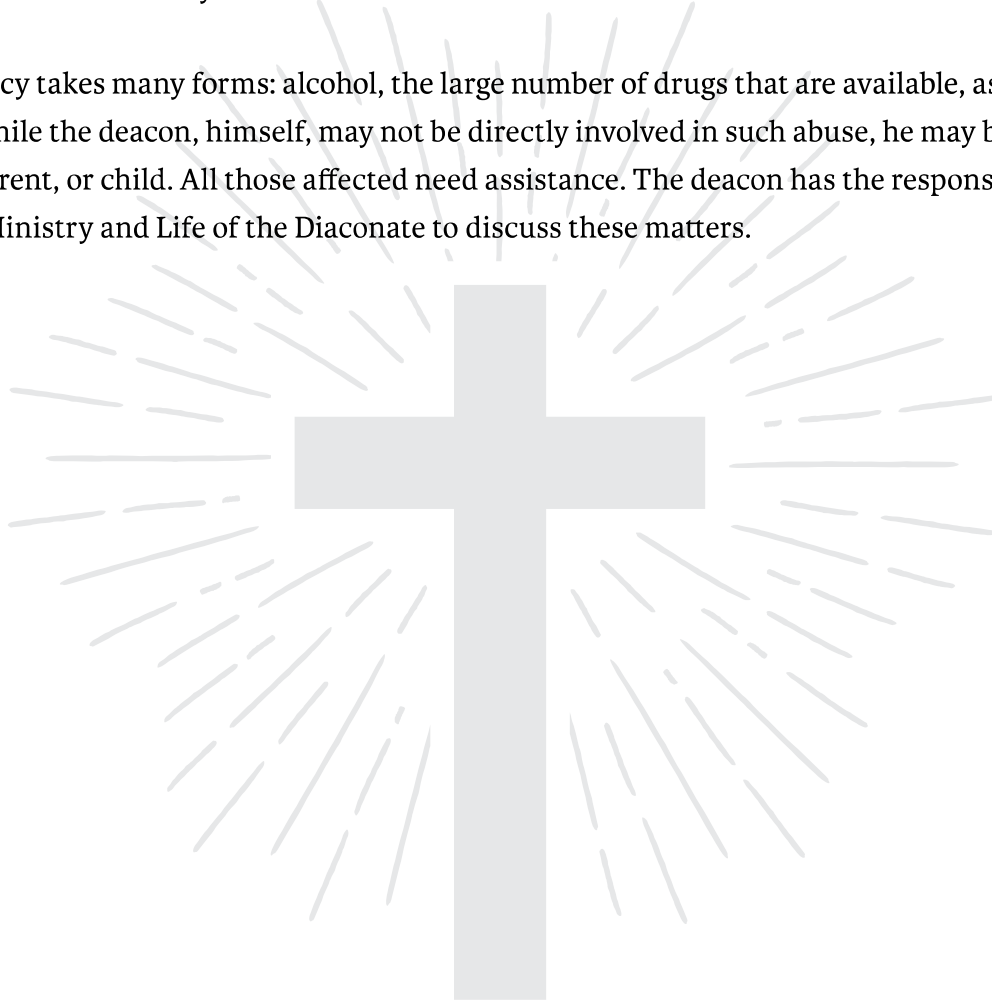 cy takes many forms: alcohol, the large number of drugs that are available, as
hile the deacon, himself, may not be directly involved in such abuse, he may b
rent, or child. All those affected need assistance. The deacon has the respons
Ministry and Life of the Diaconate to discuss these matters.